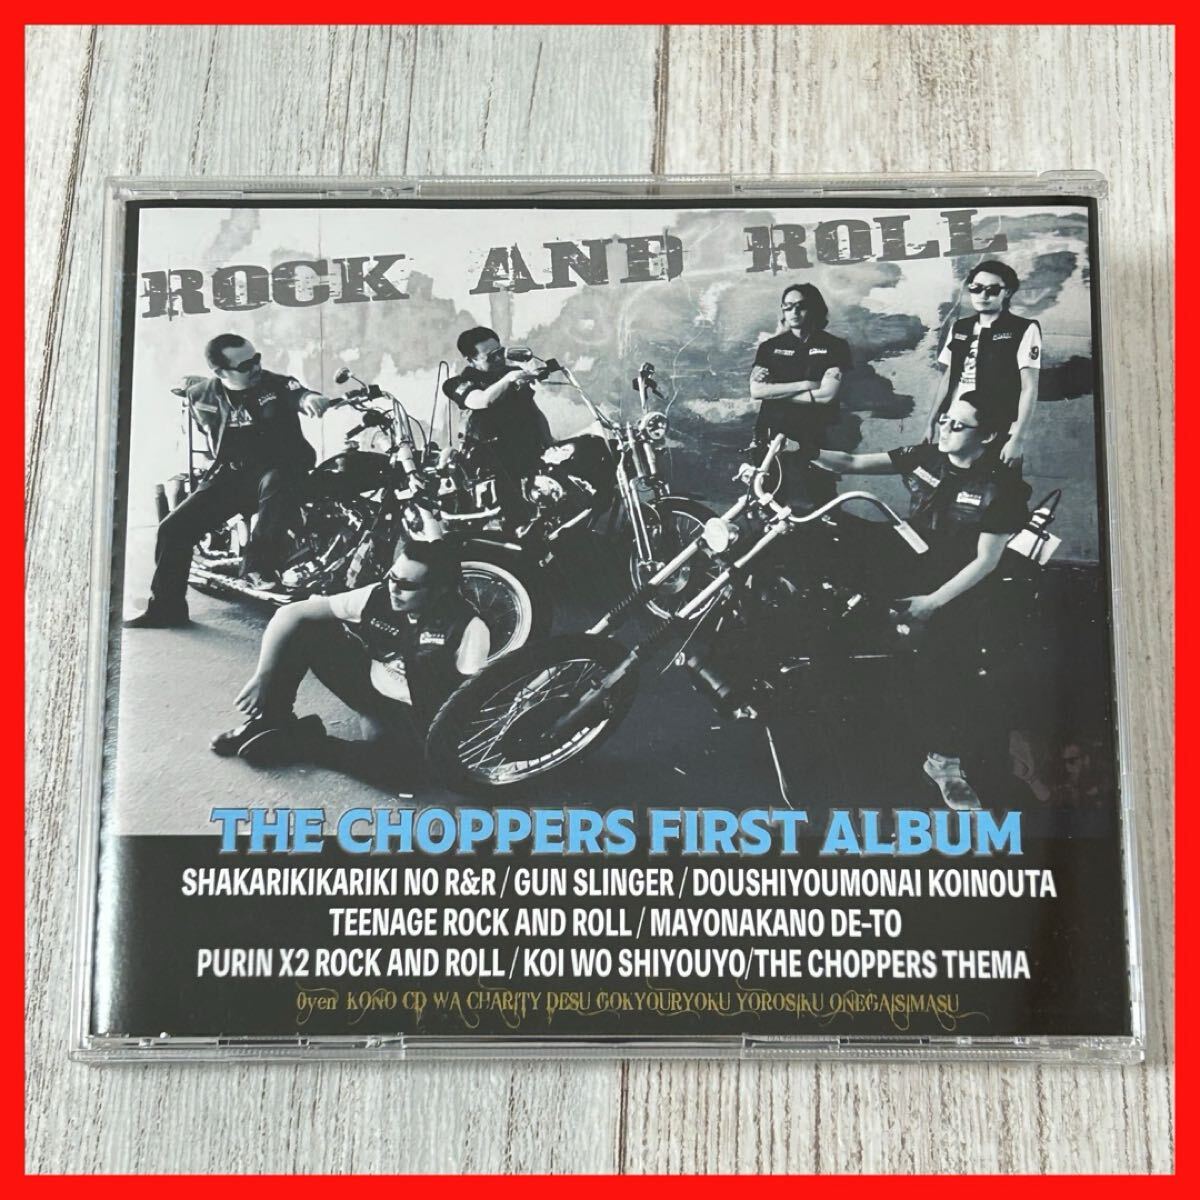 ROCK AND ROLL
THE CHOPPERS FIRST ALBUM
SHAKARIKIKARIKI NO R&R / GUN SLINGER / DOUSHIYOUMONAI KOINOUTA
TEENAGE ROCK AND ROLL / MAYONAKANO DE-TO
PURIN X2 ROCK AND ROLL / KOI WO SHIYOUYO/THE CHOPPERS THEMA
0yen KONO CD WA CHARITY DESU GOKYOURYOKU YOROSIKU ONEGAISIMASU